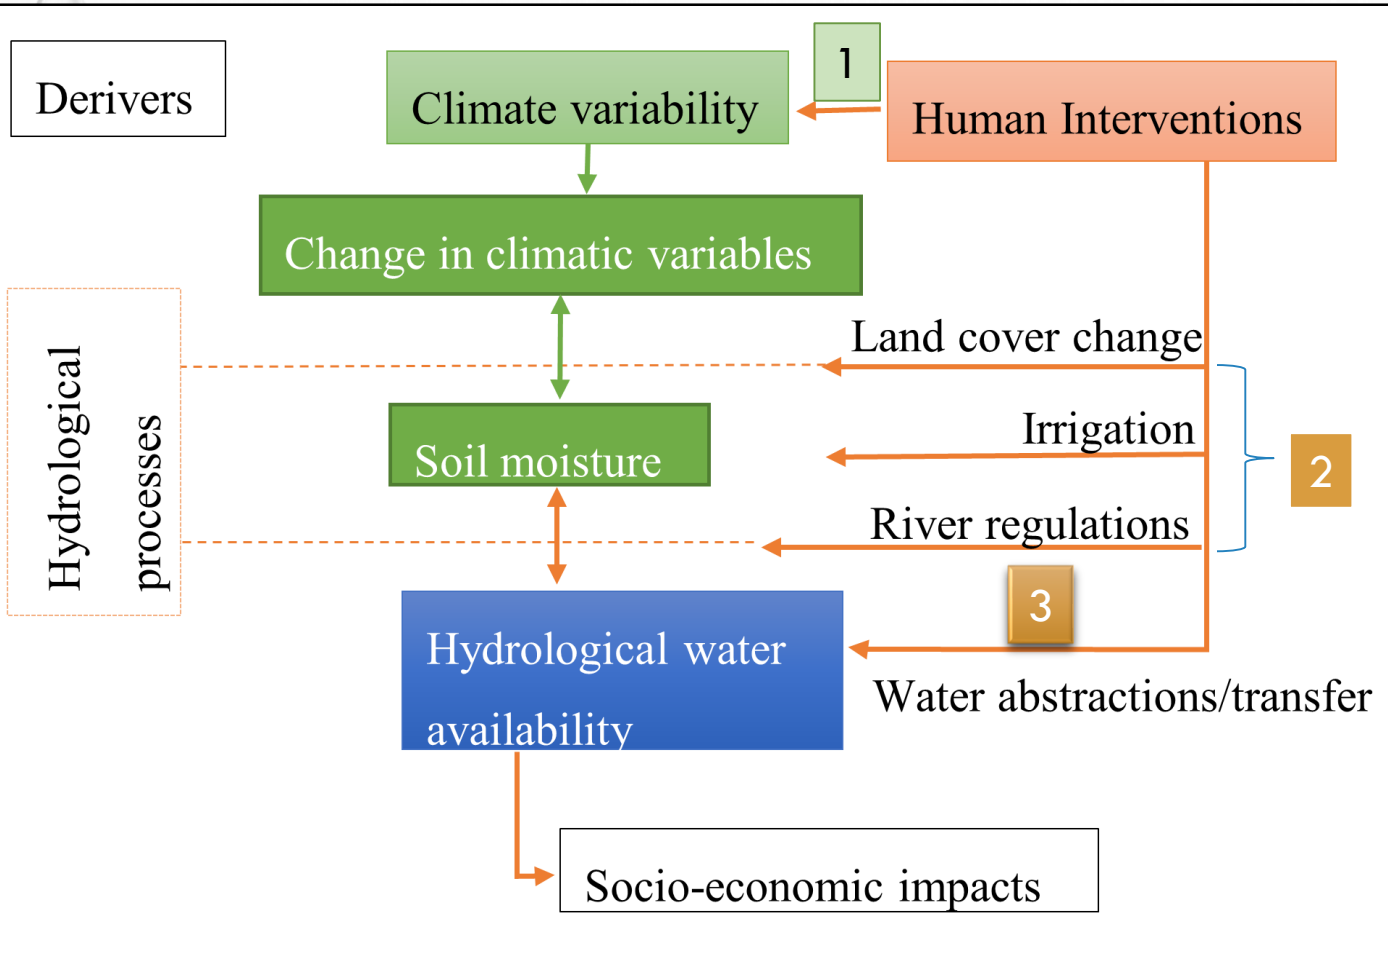 Derivers
Climate variability
1
Human Interventions
Change in climatic variables
Land cover change
Hydrological
processes
Irrigation
Soil moisture
2
River regulations
3
Hydrological water
availability
Water abstractions/transfer
Socio-economic impacts